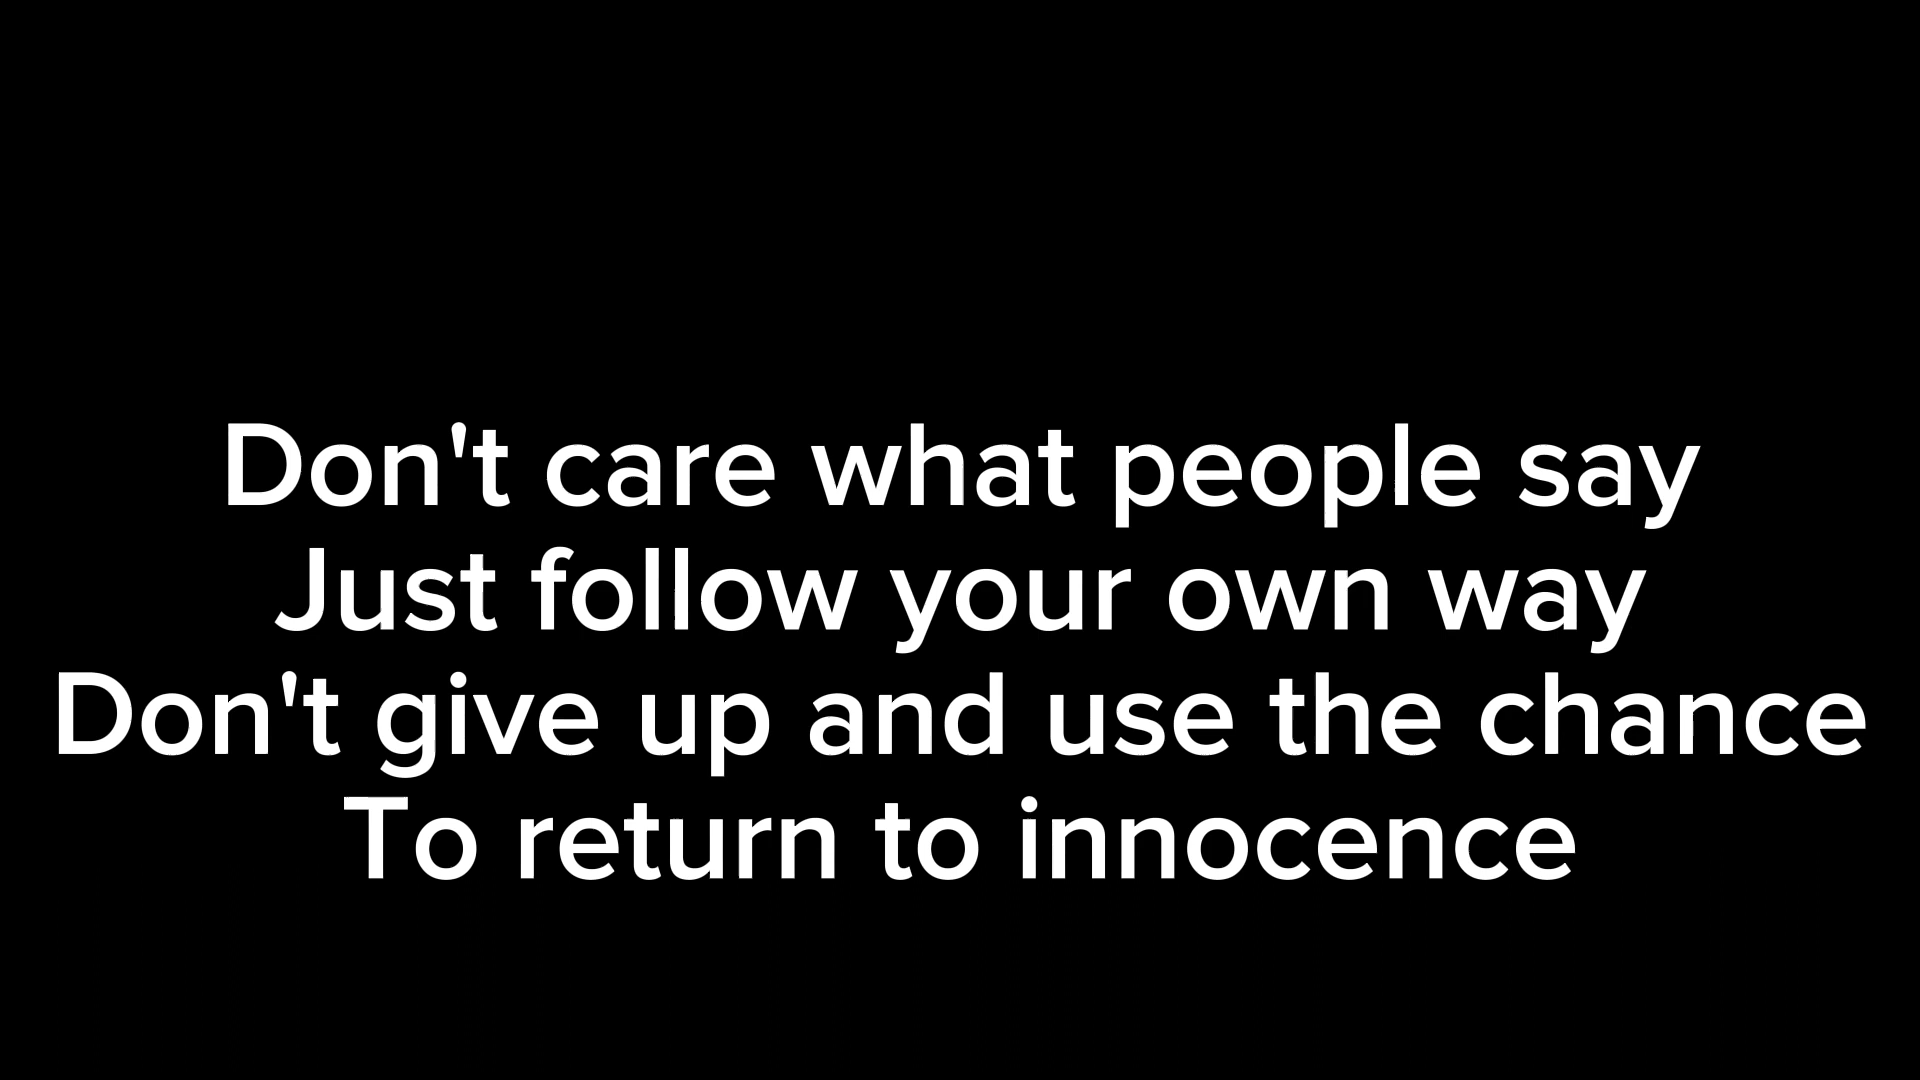 Don't care what people say
Just follow your own way
Don't give up and use the chance
To return to innocence